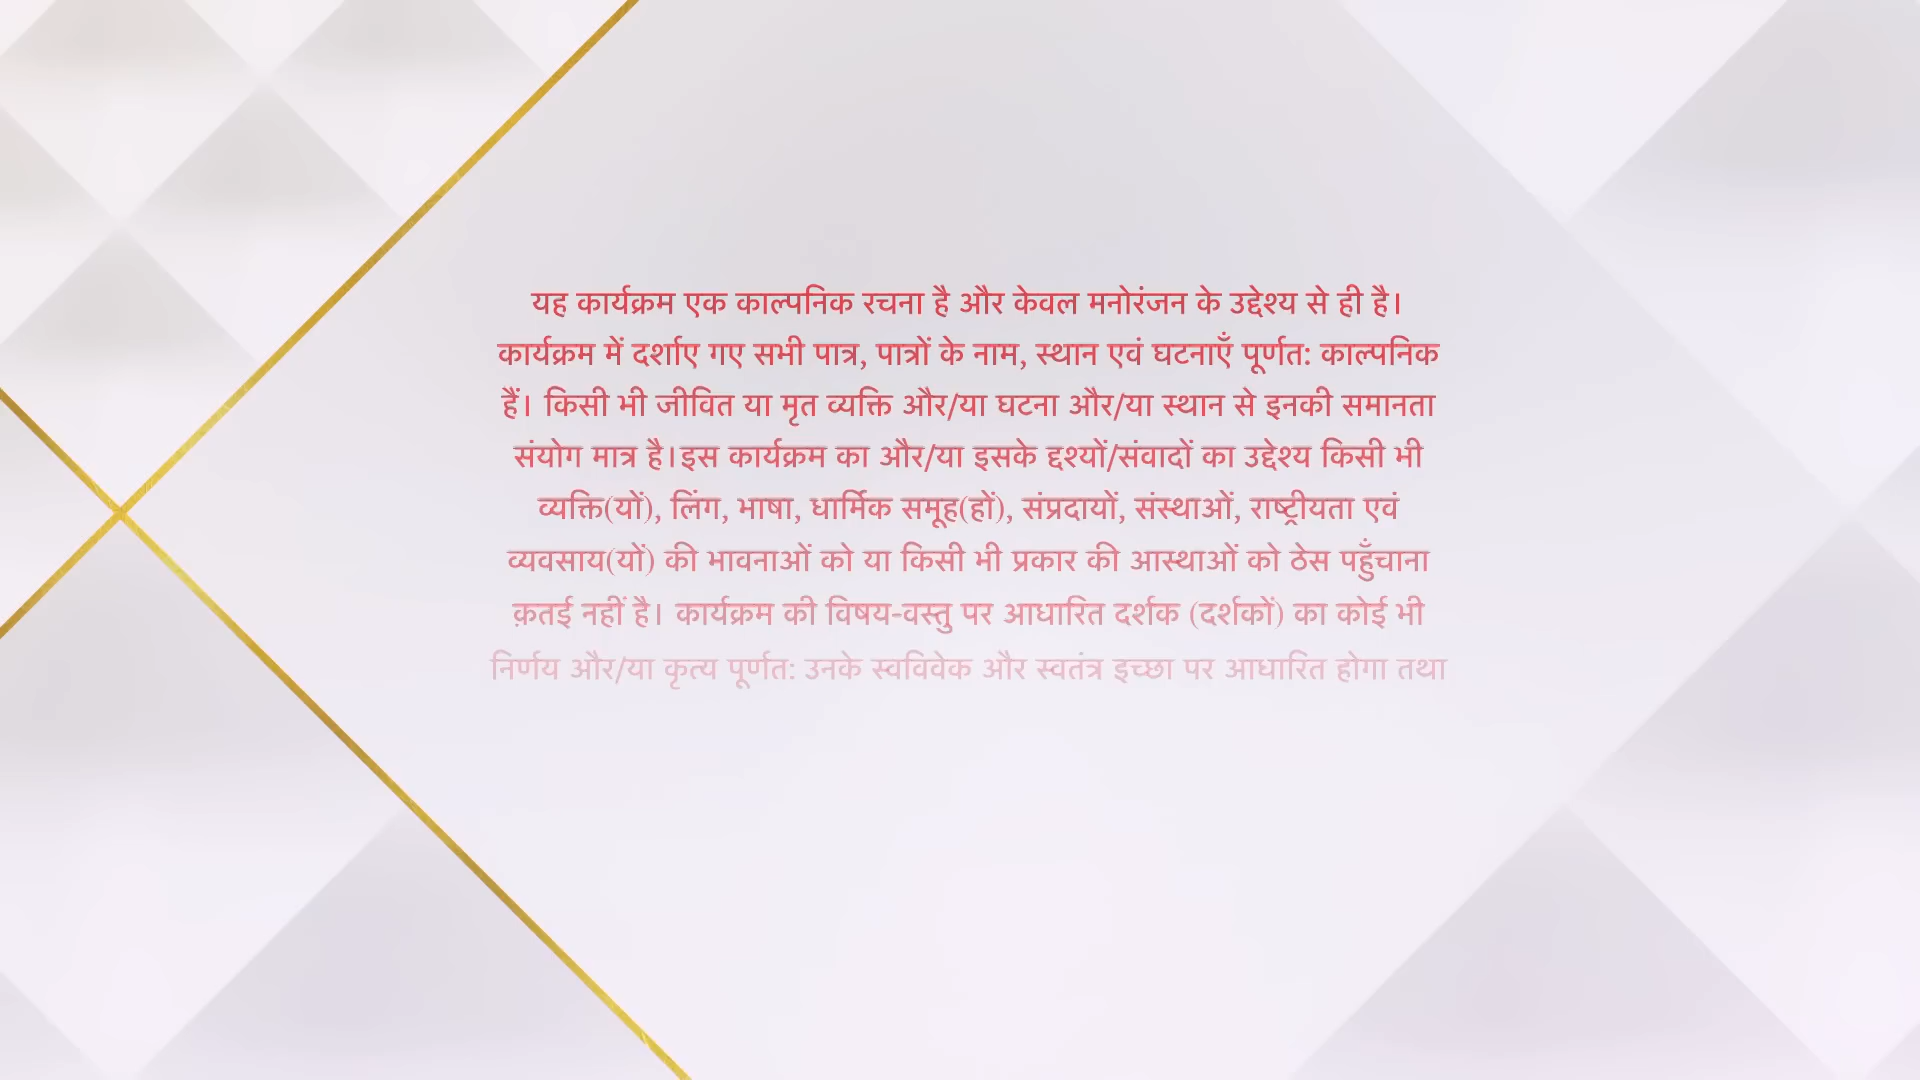 यह कार्यक्रम एक काल्पनिक रचना है और केवल मनोरंजन के उद्देश्य से ही है।
कार्यक्रम में दर्शाए गए सभी पात्र, पात्रों के नाम, स्थान एवं घटनाएँ पूर्णत: काल्पनिक
हैं। किसी भी जीवित या मृत व्यक्ति और/या घटना और/या स्थान से इनकी समानता
संयोग मात्र है।इस कार्यक्रम का और/या इसके दृश्यों/संवादों का उद्देश्य किसी भी
व्यक्ति(यों), लिंग, भाषा, धार्मिक समूह(हों), संप्रदायों, संस्थाओं, राष्ट्रीयता एवं
व्यवसाय(यों) की भावनाओं को या किसी भी प्रकार की आस्थाओं को ठेस पहुँचाना
क़तई नहीं है। कार्यक्रम की विषय-वस्तु पर आधारित दर्शक (दर्शकों) का कोई भी
निर्णय और/या कृत्य पूर्णत: उनके स्वविवेक और स्वतंत्र इच्छा पर आधारित होगा तथा